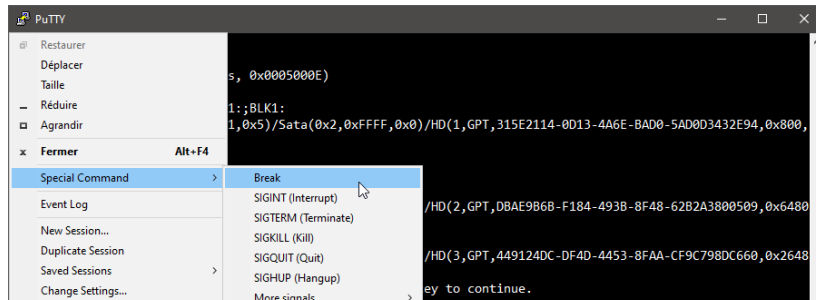 PuTTY
Restaurer
Déplacer
Taille
Réduire
Agrandir
Fermer Alt+F4
Special Command
Event Log
New Session...
Duplicate Session
Saved Sessions
Change Settings...
Break
SIGINT (Interrupt)
SIGTERM (Terminate)
SIGKILL (Kill)
SIGQUIT (Quit)
SIGHUP (Hangup)
More signals
s, 0x0005000E)
1:;BLK1:
1,0x5)/Sata(0x2,0xFFFF,0x0)/HD(1,GPT,315E2114-0D13-4A6E-BAD0-5AD0D3432E94,0x800,
/HD(2,GPT,DBAE9B6B-F184-493B-8F48-62B2A3800509,0x6480
/HD(3,GPT,449124DC-DF4D-4453-8FAA-CF9C798DC660,0x2648
ey to continue.